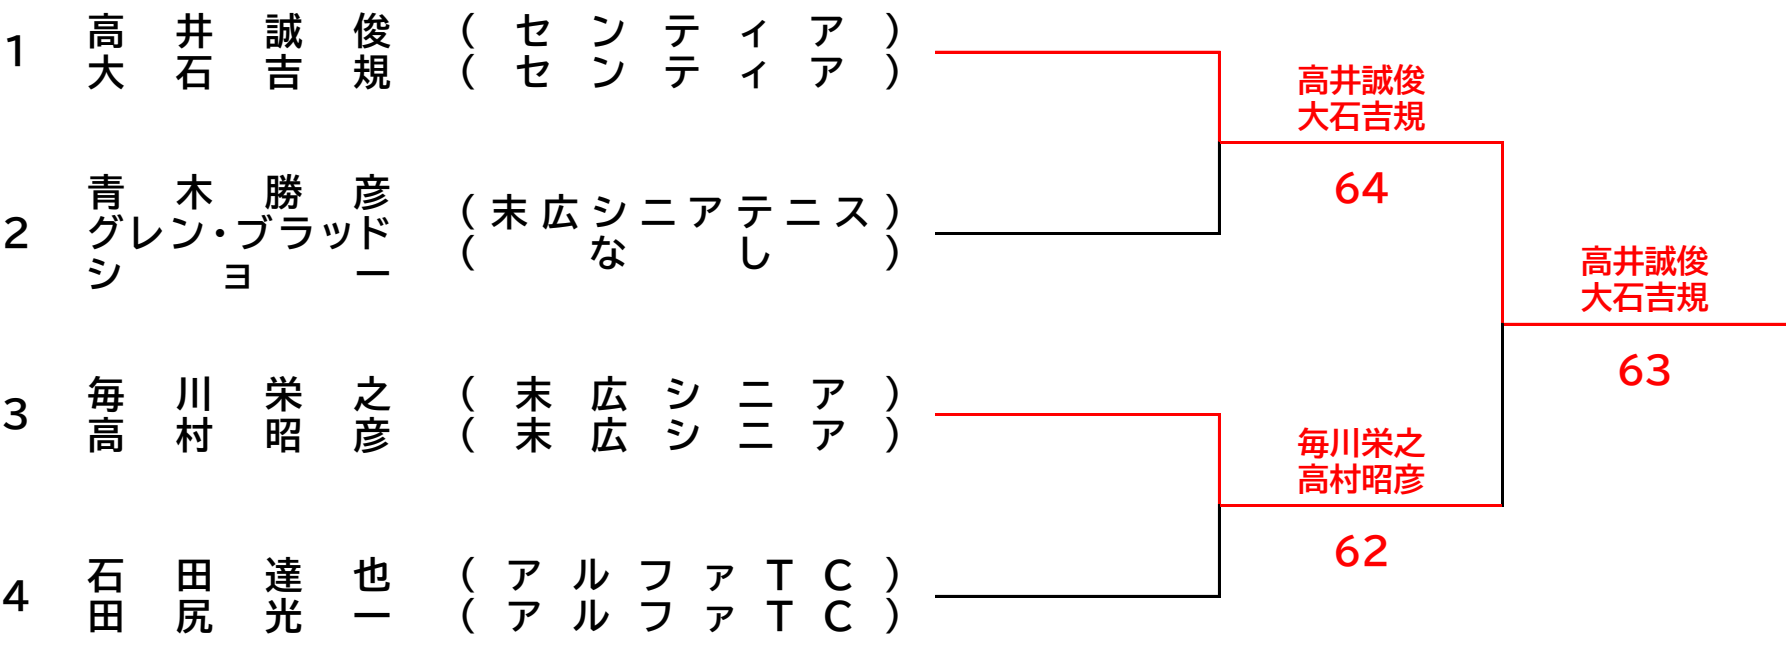 1 高井誠俊 (センティア)
大石吉規 (センティア)
高井誠俊
大石吉規
64
2 青木勝彦 (末広シニアテニス)
グレン・ブラッド (なし)
ショー
高井誠俊
大石吉規
63
3 毎川栄之 (末広シニア)
高村昭彦 (末広シニア)
毎川栄之
高村昭彦
62
4 石田達也 (アルファTC)
田尻光一 (アルファTC)